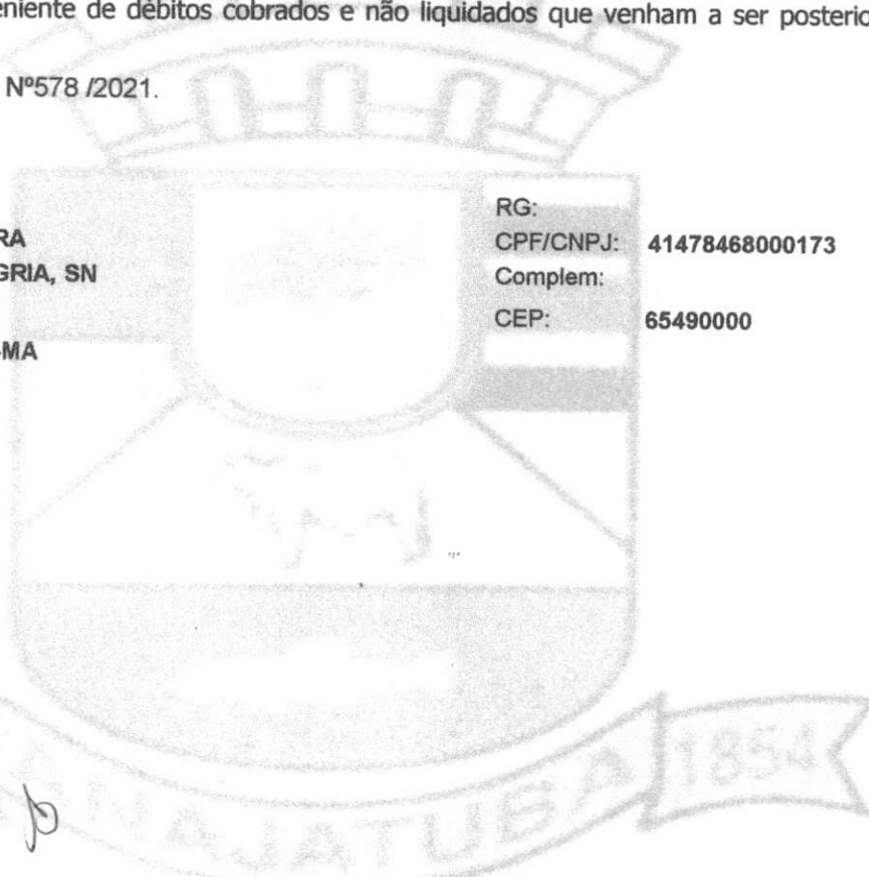 eniente de débitos cobrados e não liquidados que venham a ser posterio
Nº578 /2021.
RG:
RA CPF/CNPJ: 41478468000173
GRIA, SN Complem:
CEP: 65490000
-MA
1854
NAJATUBA